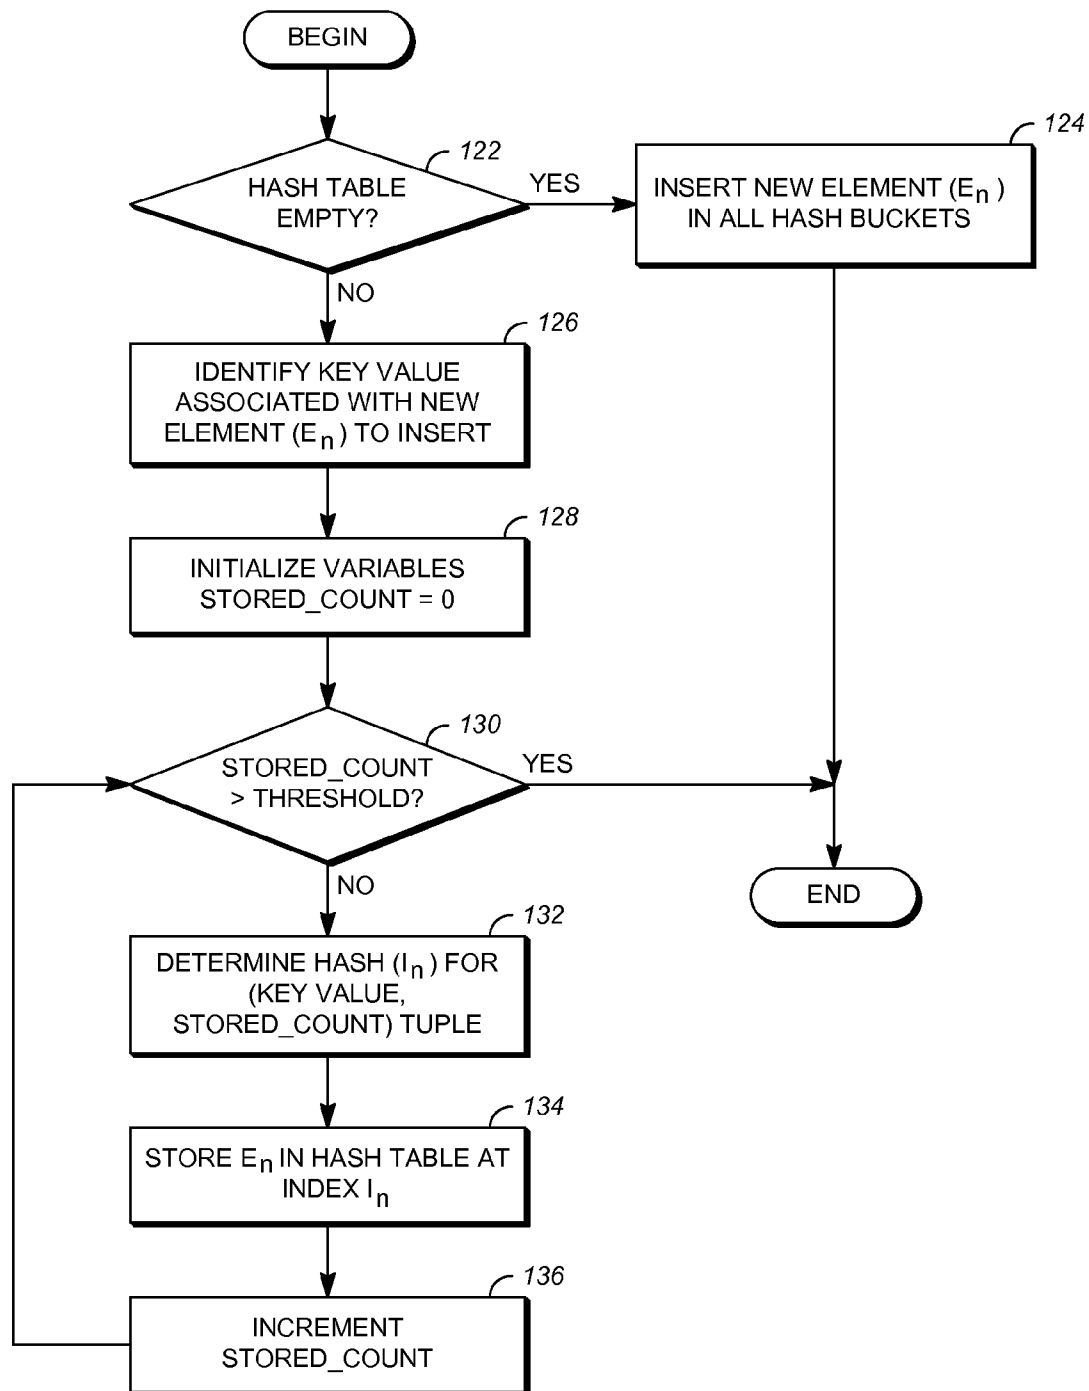 BEGIN
122
HASH TABLE
EMPTY?
YES
124
INSERT NEW ELEMENT (En)
IN ALL HASH BUCKETS
NO
126
IDENTIFY KEY VALUE
ASSOCIATED WITH NEW
ELEMENT (En) TO INSERT
128
INITIALIZE VARIABLES
STORED_COUNT = 0
130
STORED_COUNT
> THRESHOLD?
YES
NO
END
132
DETERMINE HASH (In) FOR
(KEY VALUE,
STORED_COUNT) TUPLE
134
STORE En IN HASH TABLE AT
INDEX In
136
INCREMENT
STORED_COUNT